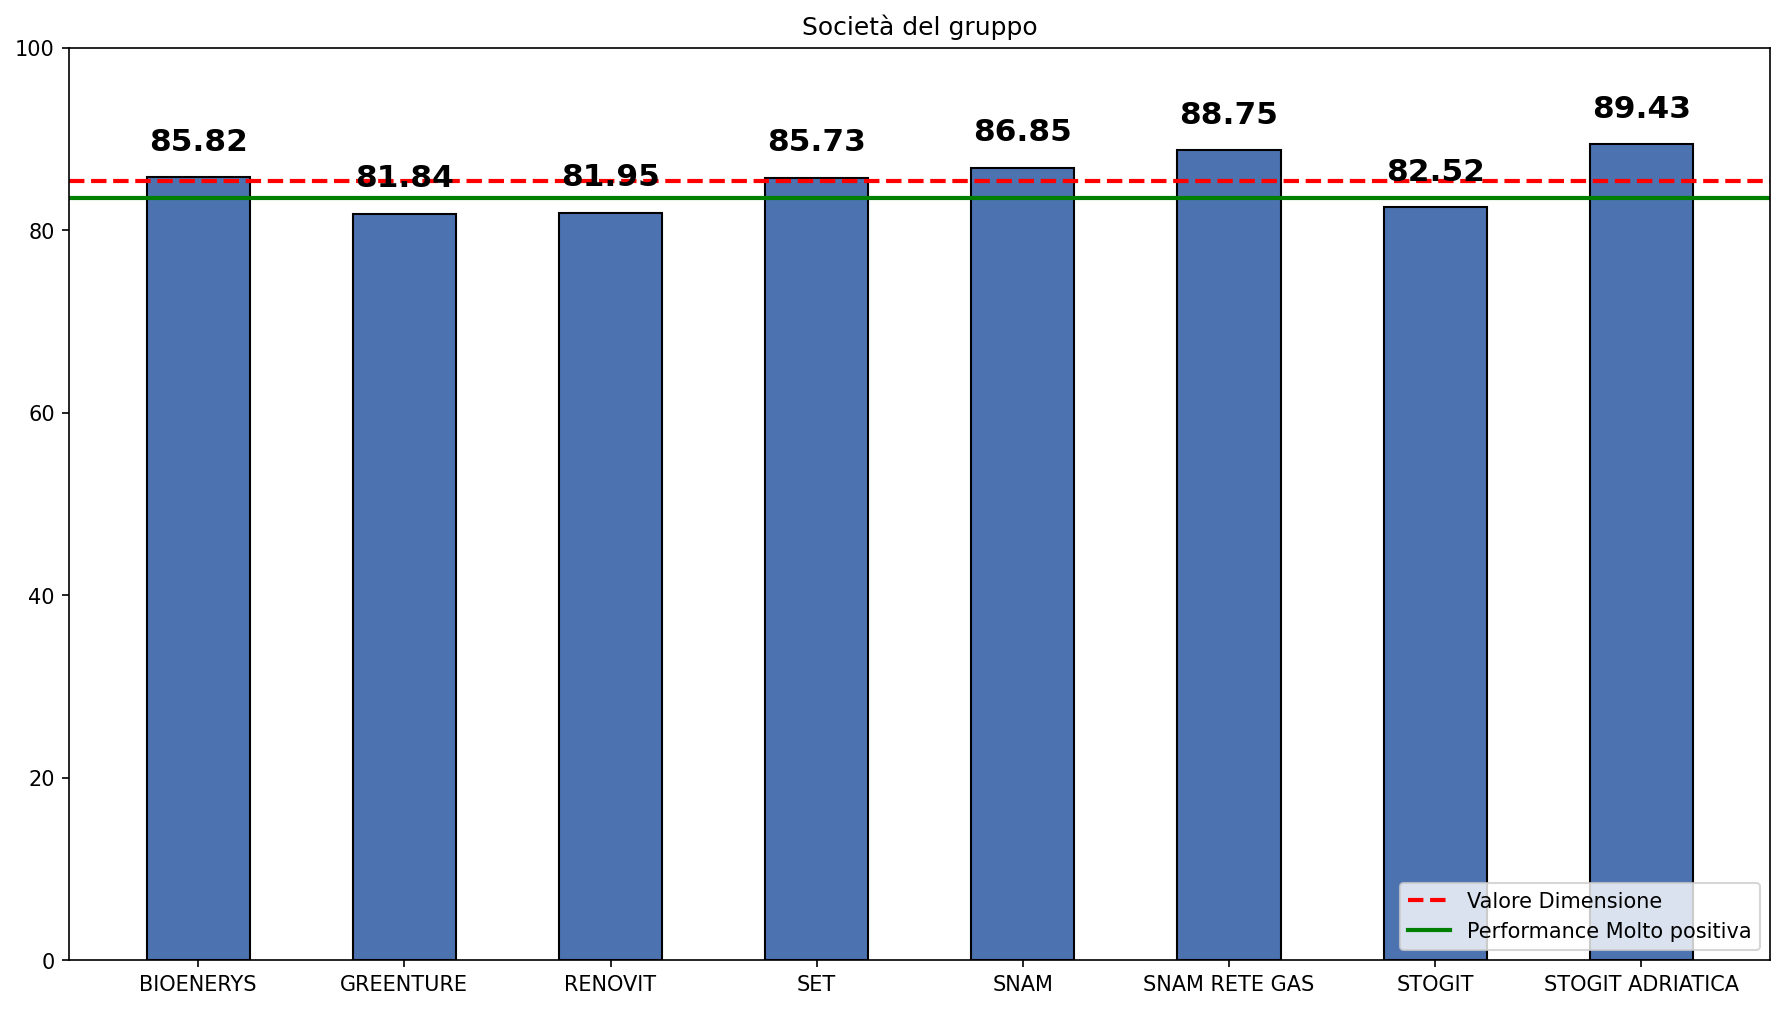 Società del gruppo
100
80
60
40
20
0
85.82
81.84
81.95
85.73
86.85
88.75
82.52
89.43
Valore Dimensione
Performance Molto positiva
BIOENERYS
GREENTURE
RENOVIT
SET
SNAM
SNAM RETE GAS
STOGIT
STOGIT ADRIATICA